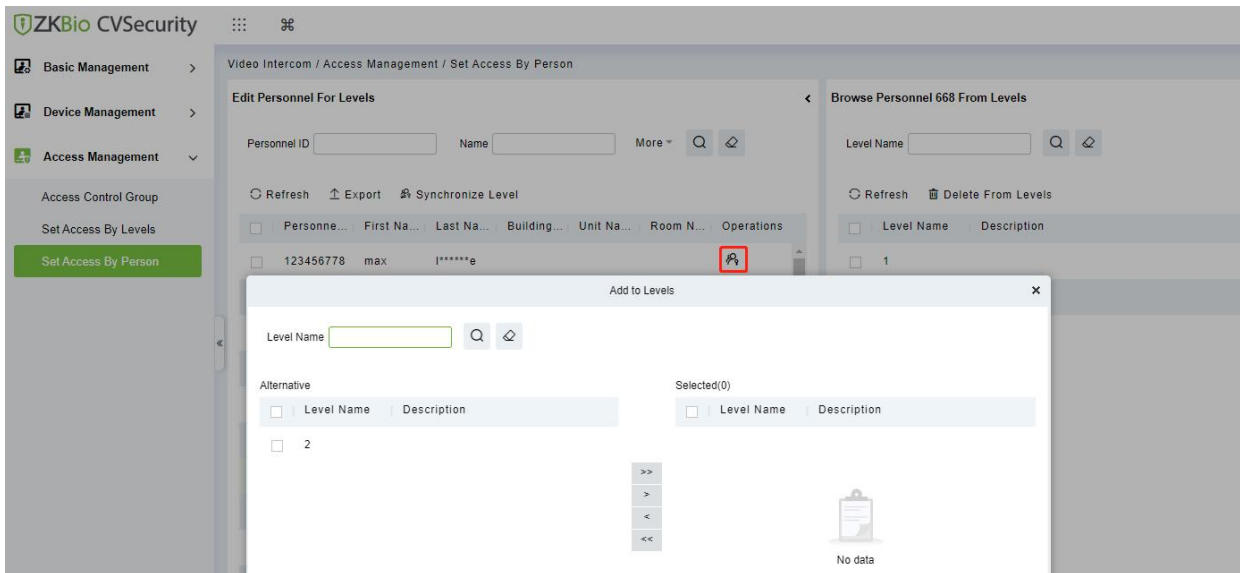 ZKBio CVSecurity
Basic Management
Device Management
Access Management
Access Control Group
Set Access By Levels
Set Access By Person
Video Intercom / Access Management / Set Access By Person
Edit Personnel For Levels
Personnel ID
Name
More
Refresh Export Synchronize Level
Personne... First Na... Last Na... Building... Unit Na... Room N... Operations
123456778 max l******e
Browse Personnel 668 From Levels
Level Name
Refresh Delete From Levels
Level Name Description
1
Add to Levels
Level Name
Alternative
Level Name Description
2
>>
>
<
<<
Selected(0)
Level Name Description
No data